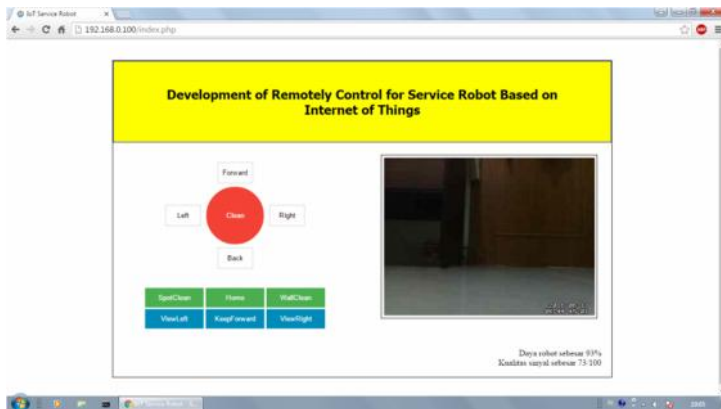 IoT Service Robot
192.168.0.100/index.php
Development of Remotely Control for Service Robot Based on
Internet of Things
Forward
Left
Clean
Right
Back
SpotClean
Home
WallClean
ViewLeft
KeepForward
ViewRight
Daya robot sebesar 93%
Kualitas sinyal sebesar 73/100